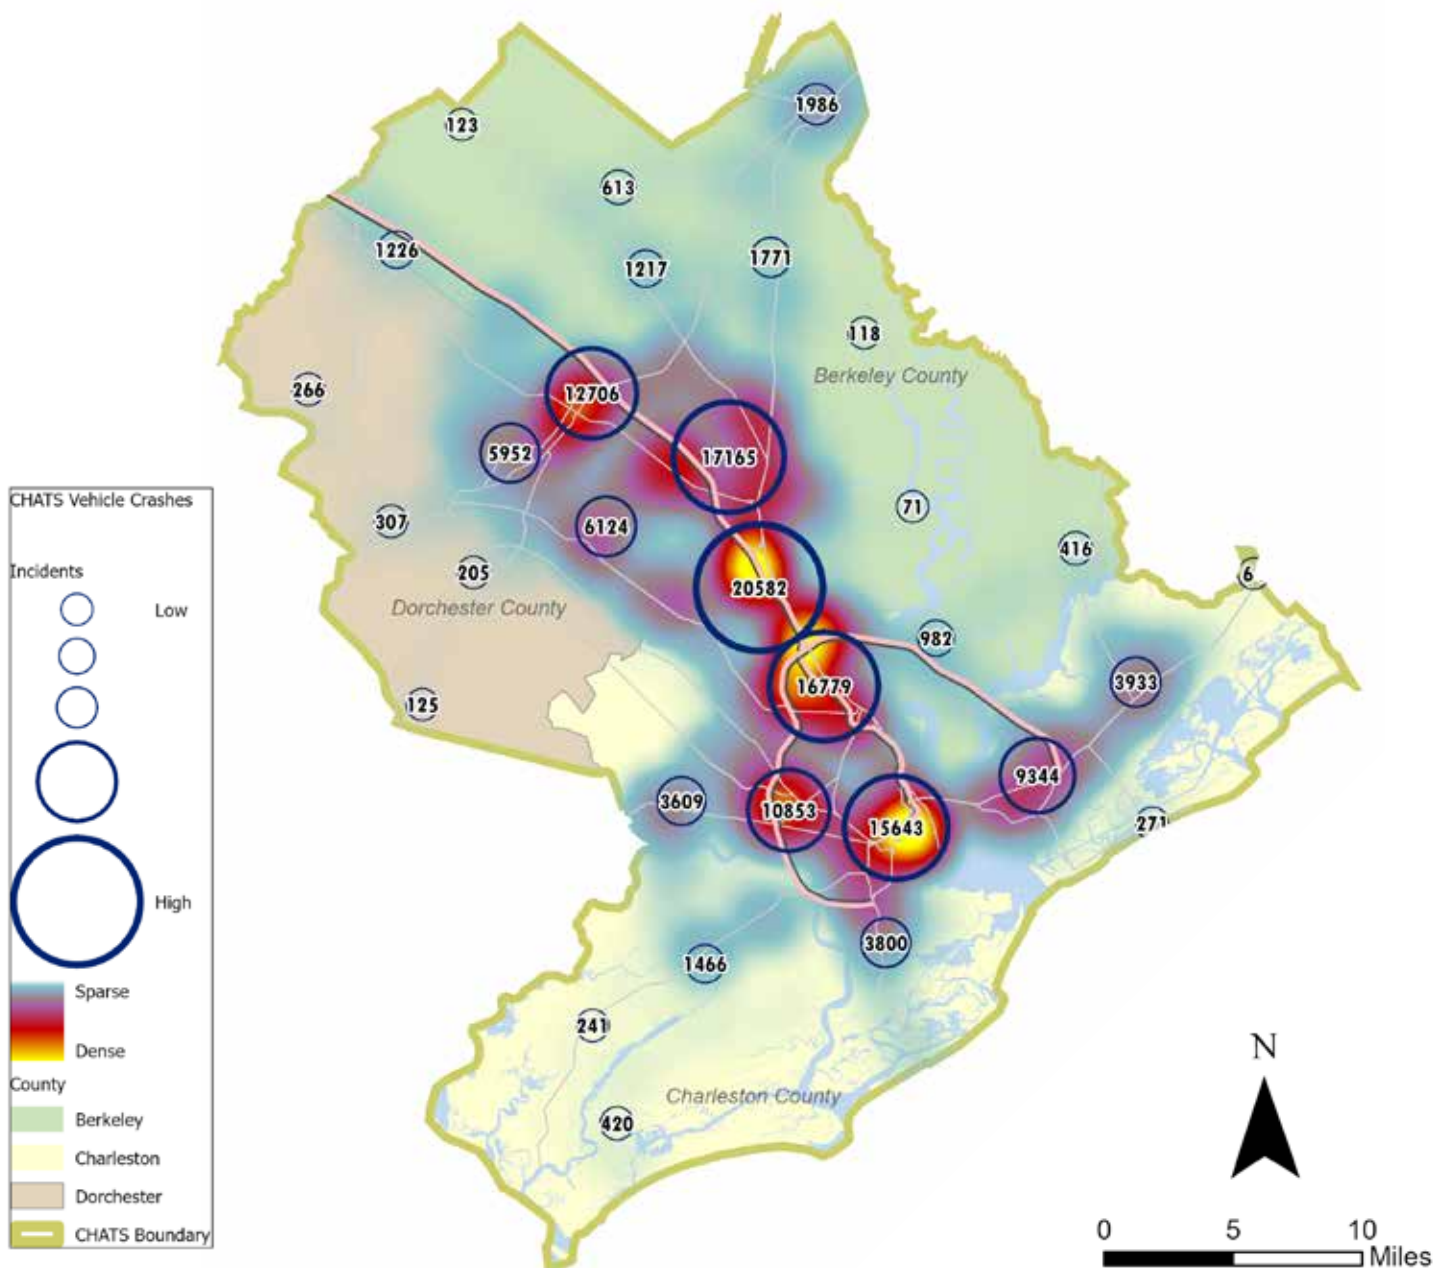 1986
123
613
1226
1217
1771
118
Berkeley County
266
12706
5952
17165
CHATS Vehicle Crashes
307
6124
71
416
Incidents
205
20582
6
Low
Dorchester County
982
3933
16779
125
9344
3609
10853
15643
271
High
3800
1466
Sparse
241
Dense
N
County
Charleston County
Berkeley
420
Charleston
Dorchester
CHATS Boundary
0 5 10
Miles